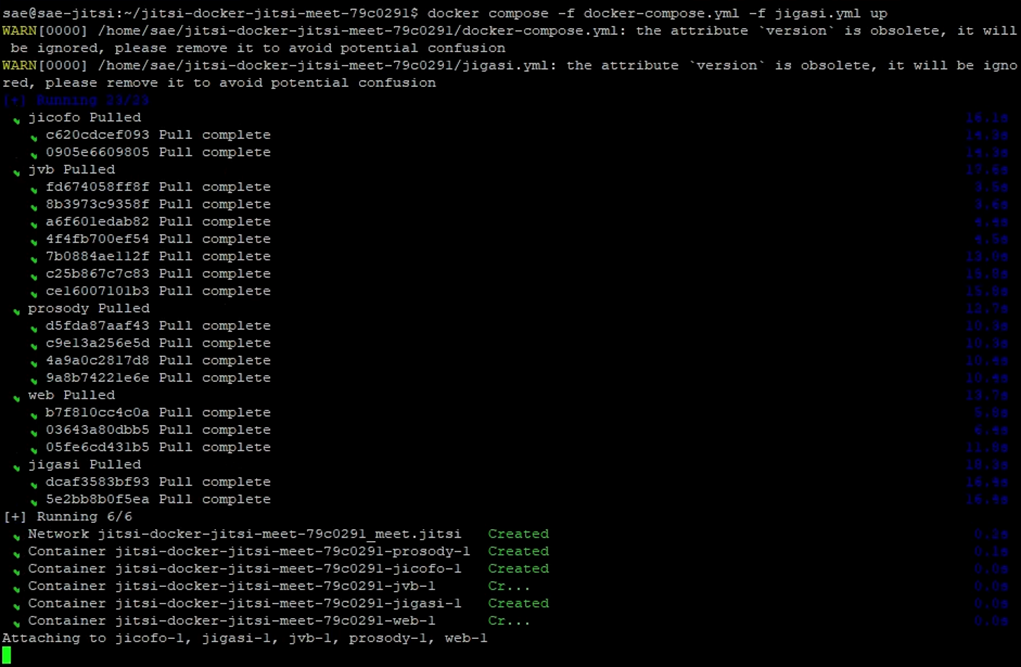 sae@sae-jitsi:~/jitsi-docker-jitsi-meet-79c0291$ docker compose -f docker-compose.yml -f jigasi.yml up
WARN[0000] /home/sae/jitsi-docker-jitsi-meet-79c0291/docker-compose.yml: the attribute `version` is obsolete, it will
be ignored, please remove it to avoid potential confusion
WARN[0000] /home/sae/jitsi-docker-jitsi-meet-79c0291/jigasi.yml: the attribute `version` is obsolete, it will be igno
red, please remove it to avoid potential confusion
[+] Running 23/23
✔ jicofo Pulled
✔ c620cdcef093 Pull complete 14.3s
✔ 0905e6609805 Pull complete 14.3s
✔ jvb Pulled 17.6s
✔ fd674058ff8f Pull complete 3.5s
✔ 8b3973c9358f Pull complete 3.6s
✔ a6f601edab82 Pull complete 4.4s
✔ 4f4fb700ef54 Pull complete 4.5s
✔ 7b0884ae112f Pull complete 13.0s
✔ c25b867c7c83 Pull complete 15.8s
✔ ce16007101b3 Pull complete 15.8s
✔ prosody Pulled 12.7s
✔ d5fda87aaf43 Pull complete 10.3s
✔ c9e13a256e5d Pull complete 10.3s
✔ 4a9a0c2817d8 Pull complete 10.4s
✔ 9a8b74221e6e Pull complete 10.4s
✔ web Pulled 13.7s
✔ b7f810cc4c0a Pull complete
✔ 03643a80dbb5 Pull complete 6.4s
✔ 05fe6cd431b5 Pull complete 11.0s
✔ jigasi Pulled 18.3s
✔ dcaf3583bf93 Pull complete 16.4s
✔ 5e2bb8b0f5ea Pull complete 16.4s
[+] Running 6/6
✔ Network jitsi-docker-jitsi-meet-79c0291_meet.jitsi Created 0.2s
✔ Container jitsi-docker-jitsi-meet-79c0291-prosody-1 Created 0.1s
✔ Container jitsi-docker-jitsi-meet-79c0291-jicofo-1 Created 0.0s
✔ Container jitsi-docker-jitsi-meet-79c0291-jvb-1 Cr... 0.0s
✔ Container jitsi-docker-jitsi-meet-79c0291-jigasi-1 Created 0.0s
✔ Container jitsi-docker-jitsi-meet-79c0291-web-1 Cr... 0.0s
Attaching to jicofo-1, jigasi-1, jvb-1, prosody-1, web-1